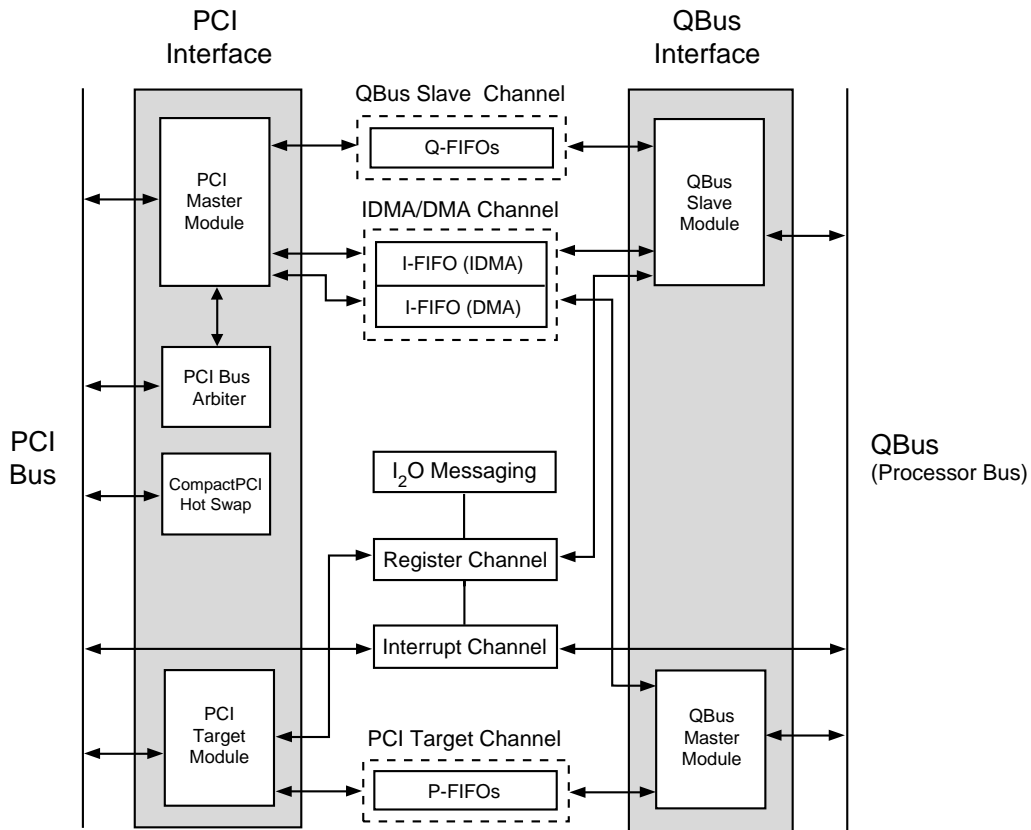 PCI
Interface
QBus
Interface
QBus Slave Channel
Q-FIFOs
PCI
Master
Module
QBus
Slave
Module
IDMA/DMA Channel
I-FIFO (IDMA)
I-FIFO (DMA)
PCI Bus
Arbiter
PCI
Bus
CompactPCI
Hot Swap
I2O Messaging
QBus
(Processor Bus)
Register Channel
Interrupt Channel
PCI
Target
Module
QBus
Master
Module
PCI Target Channel
P-FIFOs